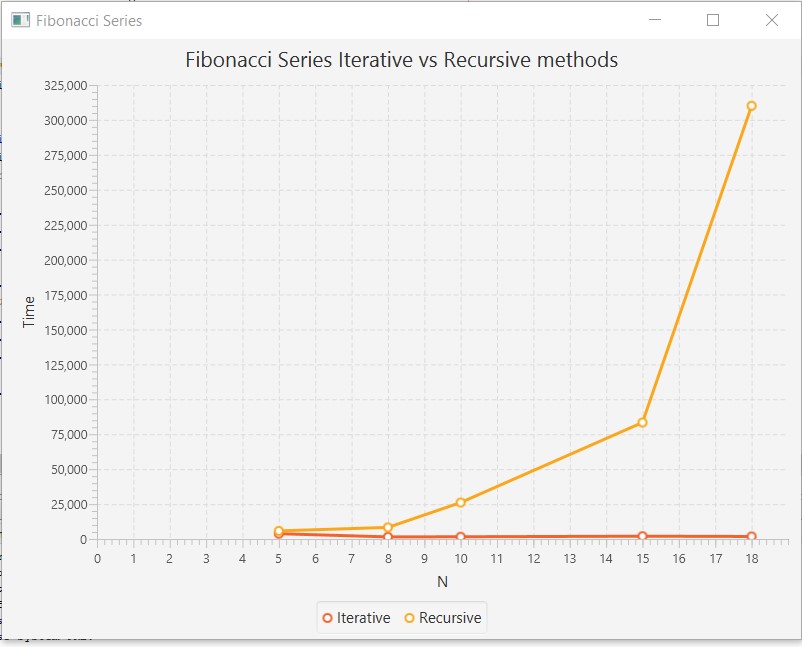 Fibonacci Series
Fibonacci Series Iterative vs Recursive methods
325,000
300,000
275,000
250,000
225,000
200,000
175,000
150,000
125,000
100,000
75,000
50,000
25,000
0
Time
0 1 2 3 4 5 6 7 8 9 10 11 12 13 14 15 16 17 18
N
Iterative Recursive